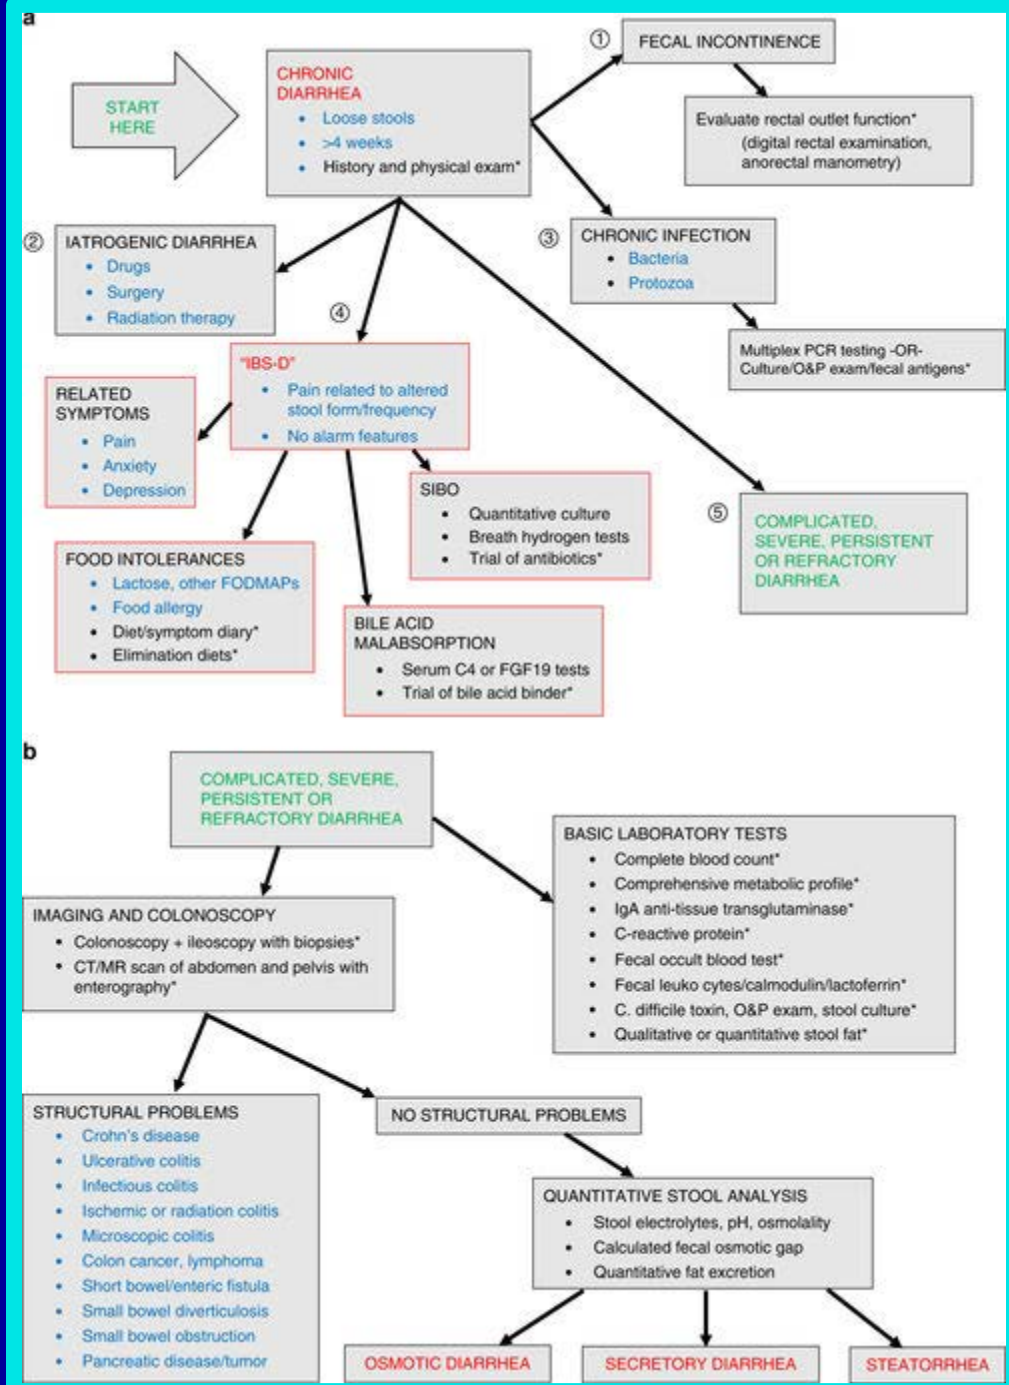 a
START
HERE
CHRONIC
DIARRHEA
• Loose stools
• >4 weeks
• History and physical exam*
① FECAL INCONTINENCE
Evaluate rectal outlet function*
(digital rectal examination,
anorectal manometry)
② IATROGENIC DIARRHEA
• Drugs
• Surgery
• Radiation therapy
③ CHRONIC INFECTION
• Bacteria
• Protozoa
Multiplex PCR testing -OR-
Culture/O&P exam/fecal antigens*
④
"IBS-D"
• Pain related to altered
stool form/frequency
• No alarm features
RELATED
SYMPTOMS
• Pain
• Anxiety
• Depression
SIBO
• Quantitative culture
• Breath hydrogen tests
• Trial of antibiotics*
⑤ COMPLICATED,
SEVERE, PERSISTENT
OR REFRACTORY
DIARRHEA
FOOD INTOLERANCES
• Lactose, other FODMAPs
• Food allergy
• Diet/symptom diary*
• Elimination diets*
BILE ACID
MALABSORPTION
• Serum C4 or FGF19 tests
• Trial of bile acid binder*
b
COMPLICATED, SEVERE,
PERSISTENT OR
REFRACTORY DIARRHEA
BASIC LABORATORY TESTS
• Complete blood count*
• Comprehensive metabolic profile*
• IgA anti-tissue transglutaminase*
• C-reactive protein*
• Fecal occult blood test*
• Fecal leuko cytes/calmodulin/lactoferrin*
• C. difficile toxin, O&P exam, stool culture*
• Qualitative or quantitative stool fat*
IMAGING AND COLONOSCOPY
• Colonoscopy + ileoscopy with biopsies*
• CT/MR scan of abdomen and pelvis with
enterography*
STRUCTURAL PROBLEMS
• Crohn's disease
• Ulcerative colitis
• Infectious colitis
• Ischemic or radiation colitis
• Microscopic colitis
• Colon cancer, lymphoma
• Short bowel/enteric fistula
• Small bowel diverticulosis
• Small bowel obstruction
• Pancreatic disease/tumor
NO STRUCTURAL PROBLEMS
QUANTITATIVE STOOL ANALYSIS
• Stool electrolytes, pH, osmolality
• Calculated fecal osmotic gap
• Quantitative fat excretion
OSMOTIC DIARRHEA
SECRETORY DIARRHEA
STEATORRHEA